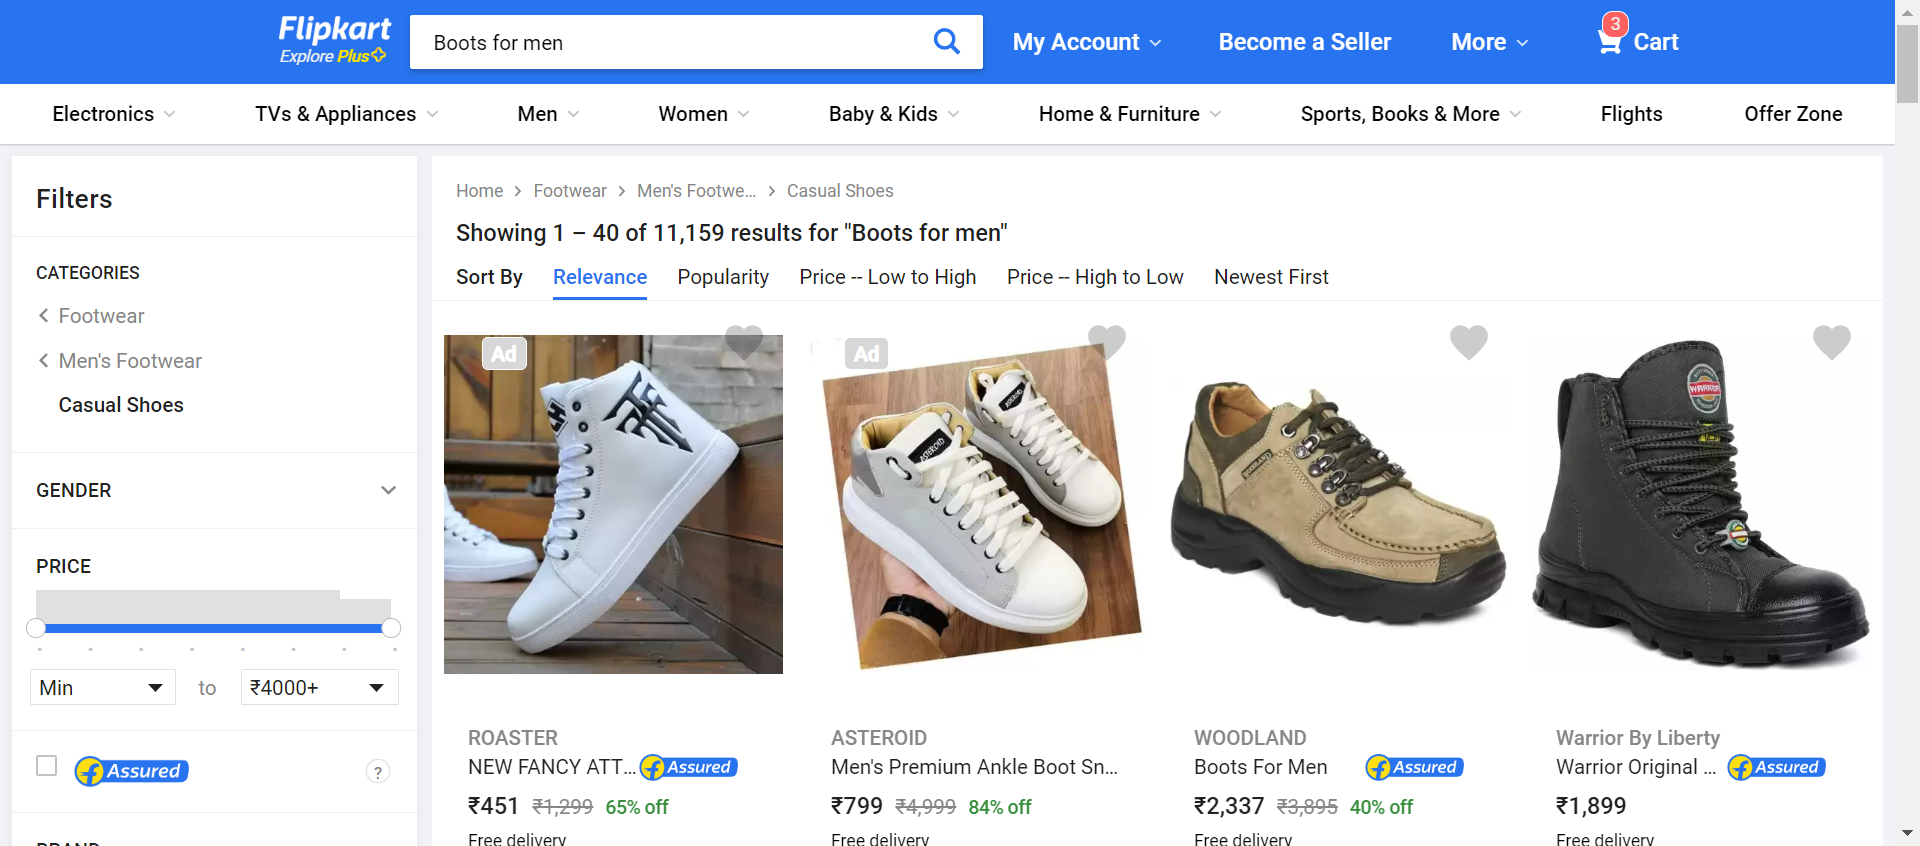 Flipkart
Explore Plus
Boots for men
My Account
Become a Seller
More
3
Cart
Electronics
TVs & Appliances
Men
Women
Baby & Kids
Home & Furniture
Sports, Books & More
Flights
Offer Zone
Filters
CATEGORIES
Footwear
Men's Footwear
Casual Shoes
GENDER
PRICE
Min
to
₹4000+
Assured
?
BRAND
Home
Footwear
Men's Footwe...
Casual Shoes
Showing 1 – 40 of 11,159 results for "Boots for men"
Sort By
Relevance
Popularity
Price -- Low to High
Price -- High to Low
Newest First
Ad
ROASTER
NEW FANCY ATT...
Assured
₹451 ₹1,299 65% off
Free delivery
Ad
ASTEROID
ASTEROID
ASTEROID
Men's Premium Ankle Boot Sn...
₹799 ₹4,999 84% off
Free delivery
WOODLAND
WOODLAND
Boots For Men
Assured
₹2,337 ₹3,895 40% off
Free delivery
WARRIOR
Warrior By Liberty
Warrior Original ...
Assured
₹1,899
Free delivery